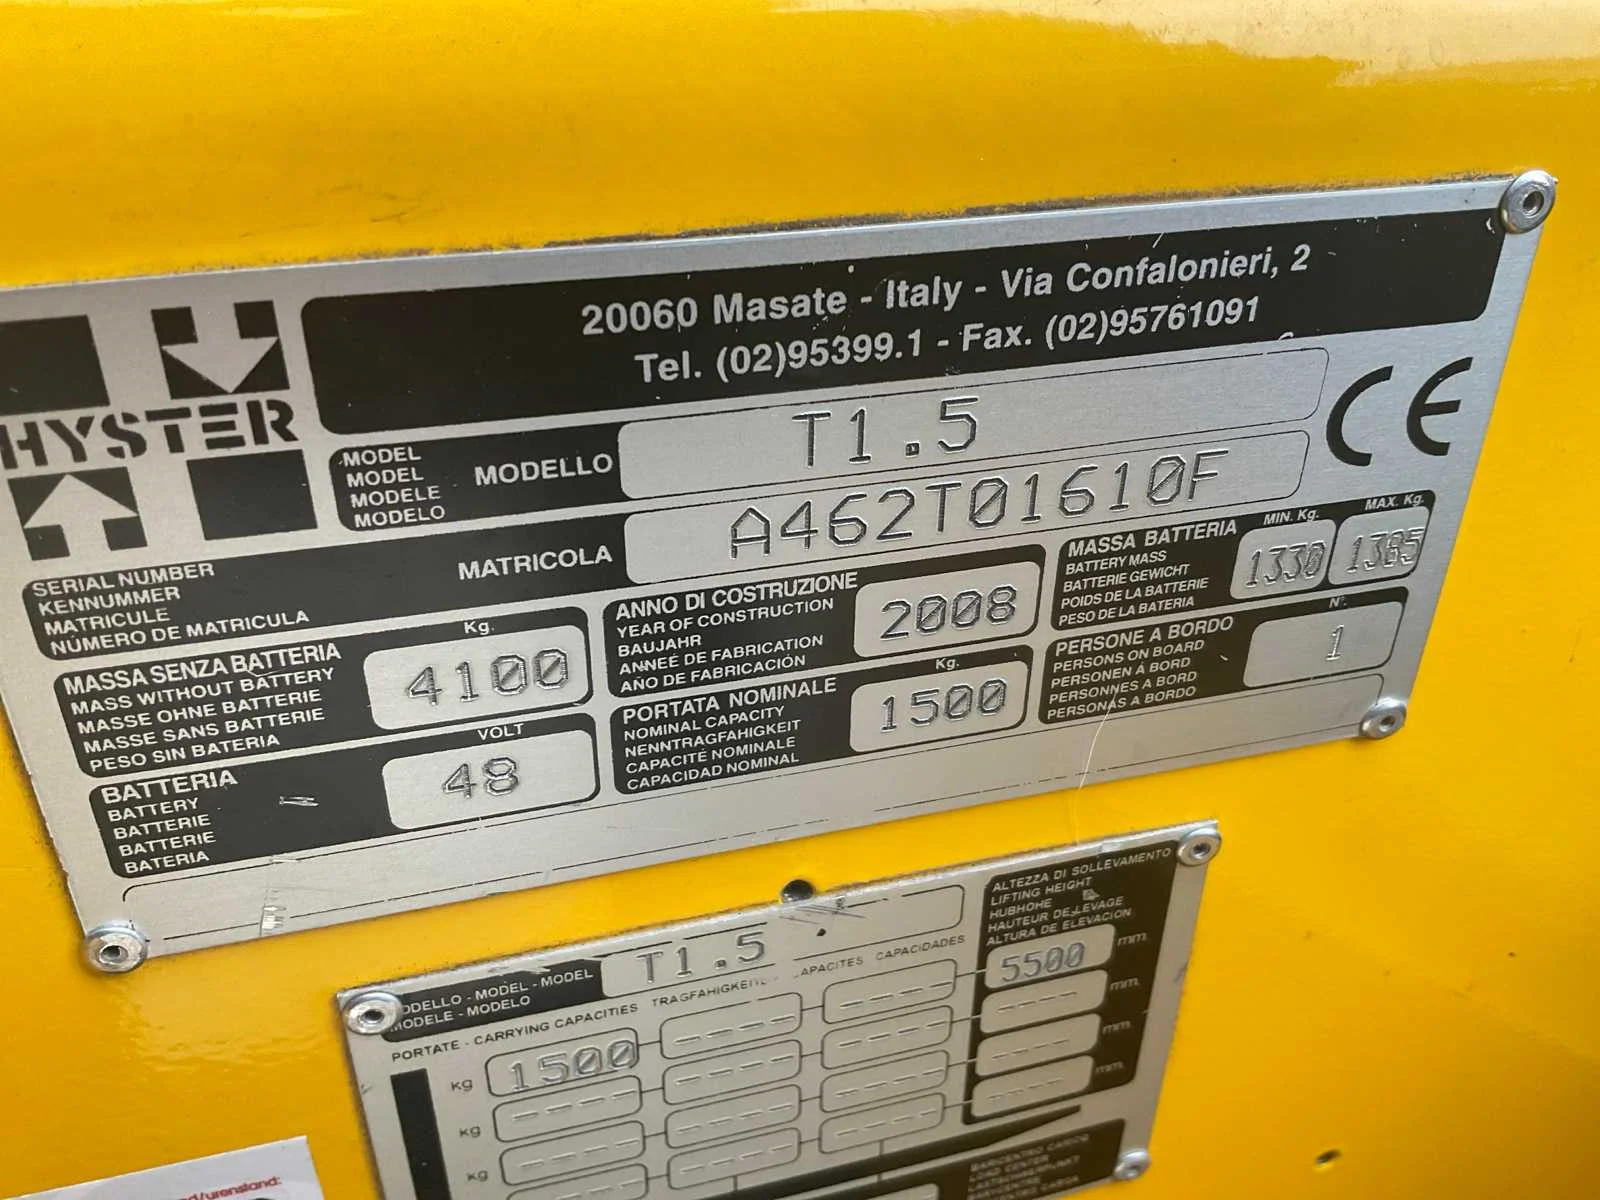 HYSTER
20060 Masate - Italy - Via Confalonieri, 2
Tel. (02)95399.1 - Fax. (02)95761091
MODEL
MODEL
MODELE
MODELO
MODELLO
T1.5
CE
SERIAL NUMBER
KENNUMMER
MATRICULE
NÚMERO DE MATRICULA
MATRICOLA
A462T01610F
MASSA SENZA BATTERIA
MASS WITHOUT BATTERY
MASSE OHNE BATTERIE
MASSE SANS BATTERIE
PESO SIN BATERIA
Kg.
4100
ANNO DI COSTRUZIONE
YEAR OF CONSTRUCTION
BAUJAHR
ANNEÉ DE FABRICATION
AÑO DE FABRICACIÓN
2008
MASSA BATTERIA
BATTERY MASS
BATTERIE GEWICHT
POIDS DE LA BATTERIE
PESO DE LA BATERIA
MIN. Kg.
1330
MAX. Kg.
1385
BATTERIA
BATTERY
BATTERIE
BATTERIE
BATERIA
VOLT
48
PORTATA NOMINALE
NOMINAL CAPACITY
NENNTRAGFAHIGKEIT
CAPACITÉ NOMINALE
CAPACIDAD NOMINAL
Kg.
1500
PERSONE A BORDO
PERSONS ON BOARD
PERSONEN Á BORD
PERSONNES A BORD
PERSONAS A BORDO
N°.
1
MODELLO - MODEL - MODEL
MODELE - MODELO
T1.5
ALTEZZA DI SOLLEVAMENTO
LIFTING HEIGHT
HUBHOHE
HAUTEUR DE LEVAGE
ALTURA DE ELEVACION
PORTATE - CARRYING CAPACITIES TRAGFAHIGKEIT CAPACITES CAPACIDADES
kg 1500 ---- ---- 5500 mm.
kg ---- ---- ---- ---- mm.
kg ---- ---- ---- ---- mm.
---- ---- ---- ---- mm.
BARICENTRO CARICO
LOAD CENTER